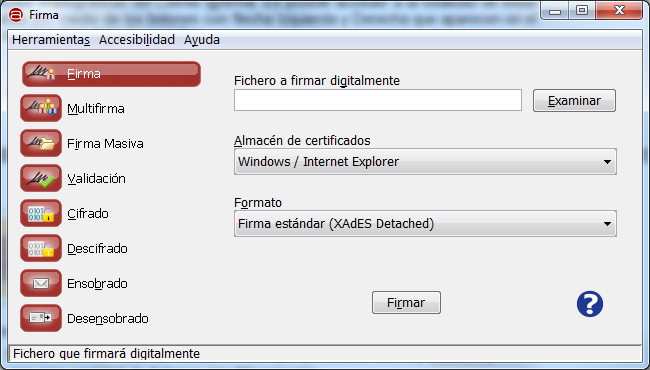 Firma
Herramientas Accesibilidad Ayuda
Firma
Multifirma
Firma Masiva
Validación
Cifrado
Descifrado
Ensobrado
Desensobrado
Fichero a firmar digitalmente
Examinar
Almacén de certificados
Windows / Internet Explorer
Formato
Firma estándar (XAdES Detached)
Firmar
?
Fichero que firmará digitalmente